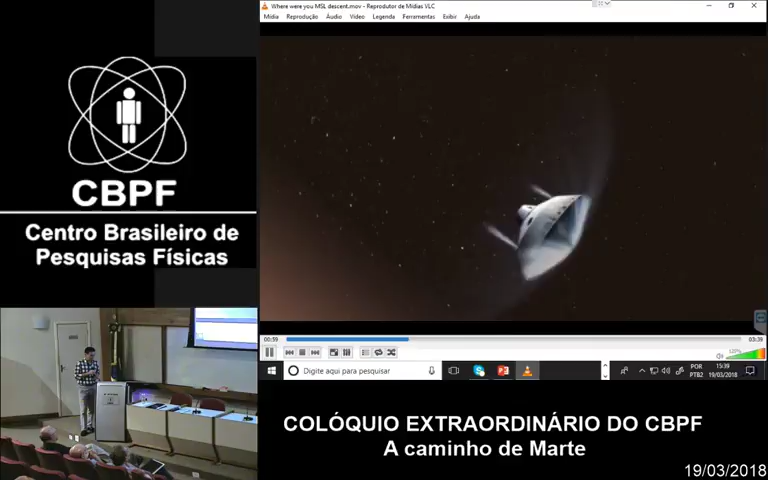 CBPF
Centro Brasileiro de
Pesquisas Físicas
Where were you MSL descent.mov - Reprodutor de Mídias VLC
Mídia Reprodução Áudio Vídeo Legenda Ferramentas Exibir Ajuda
00:59
03:39
120%
Digite aqui para pesquisar
POR
PTB2
15:39
19/03/2018
COLÓQUIO EXTRAORDINÁRIO DO CBPF
A caminho de Marte
19/03/2018